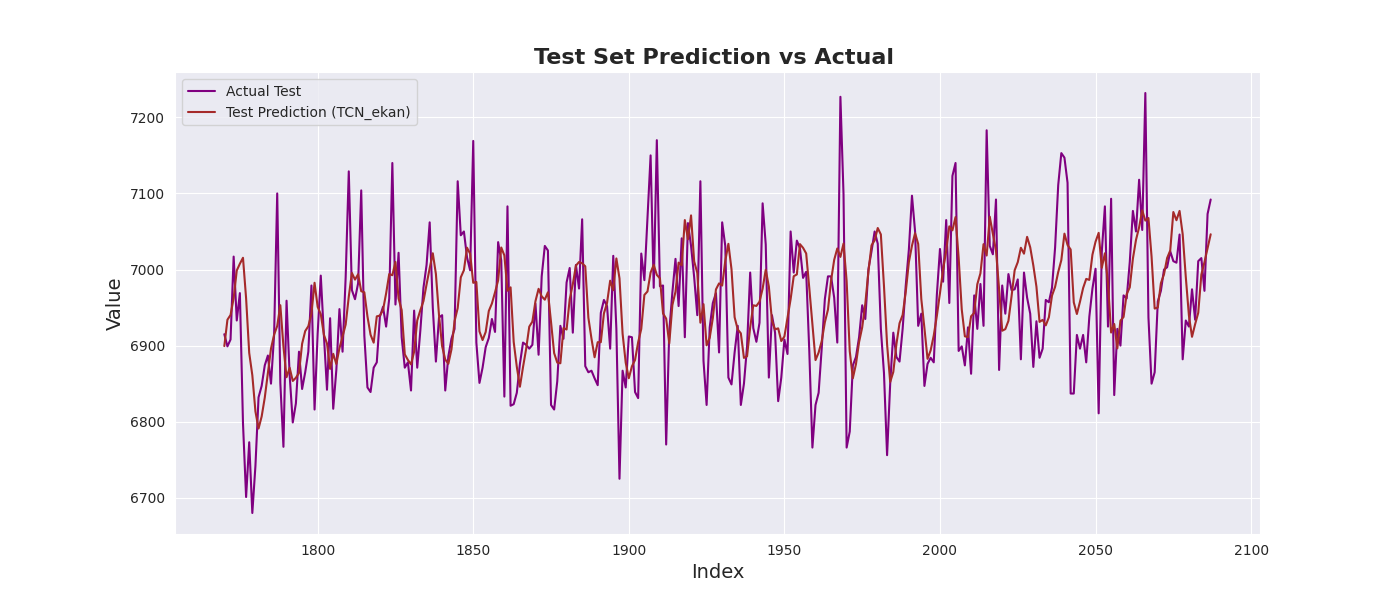 Test Set Prediction vs Actual
Actual Test
Test Prediction (TCN_ekan)
Value
7200
7100
7000
6900
6800
6700
1800
1850
1900
1950
2000
2050
2100
Index